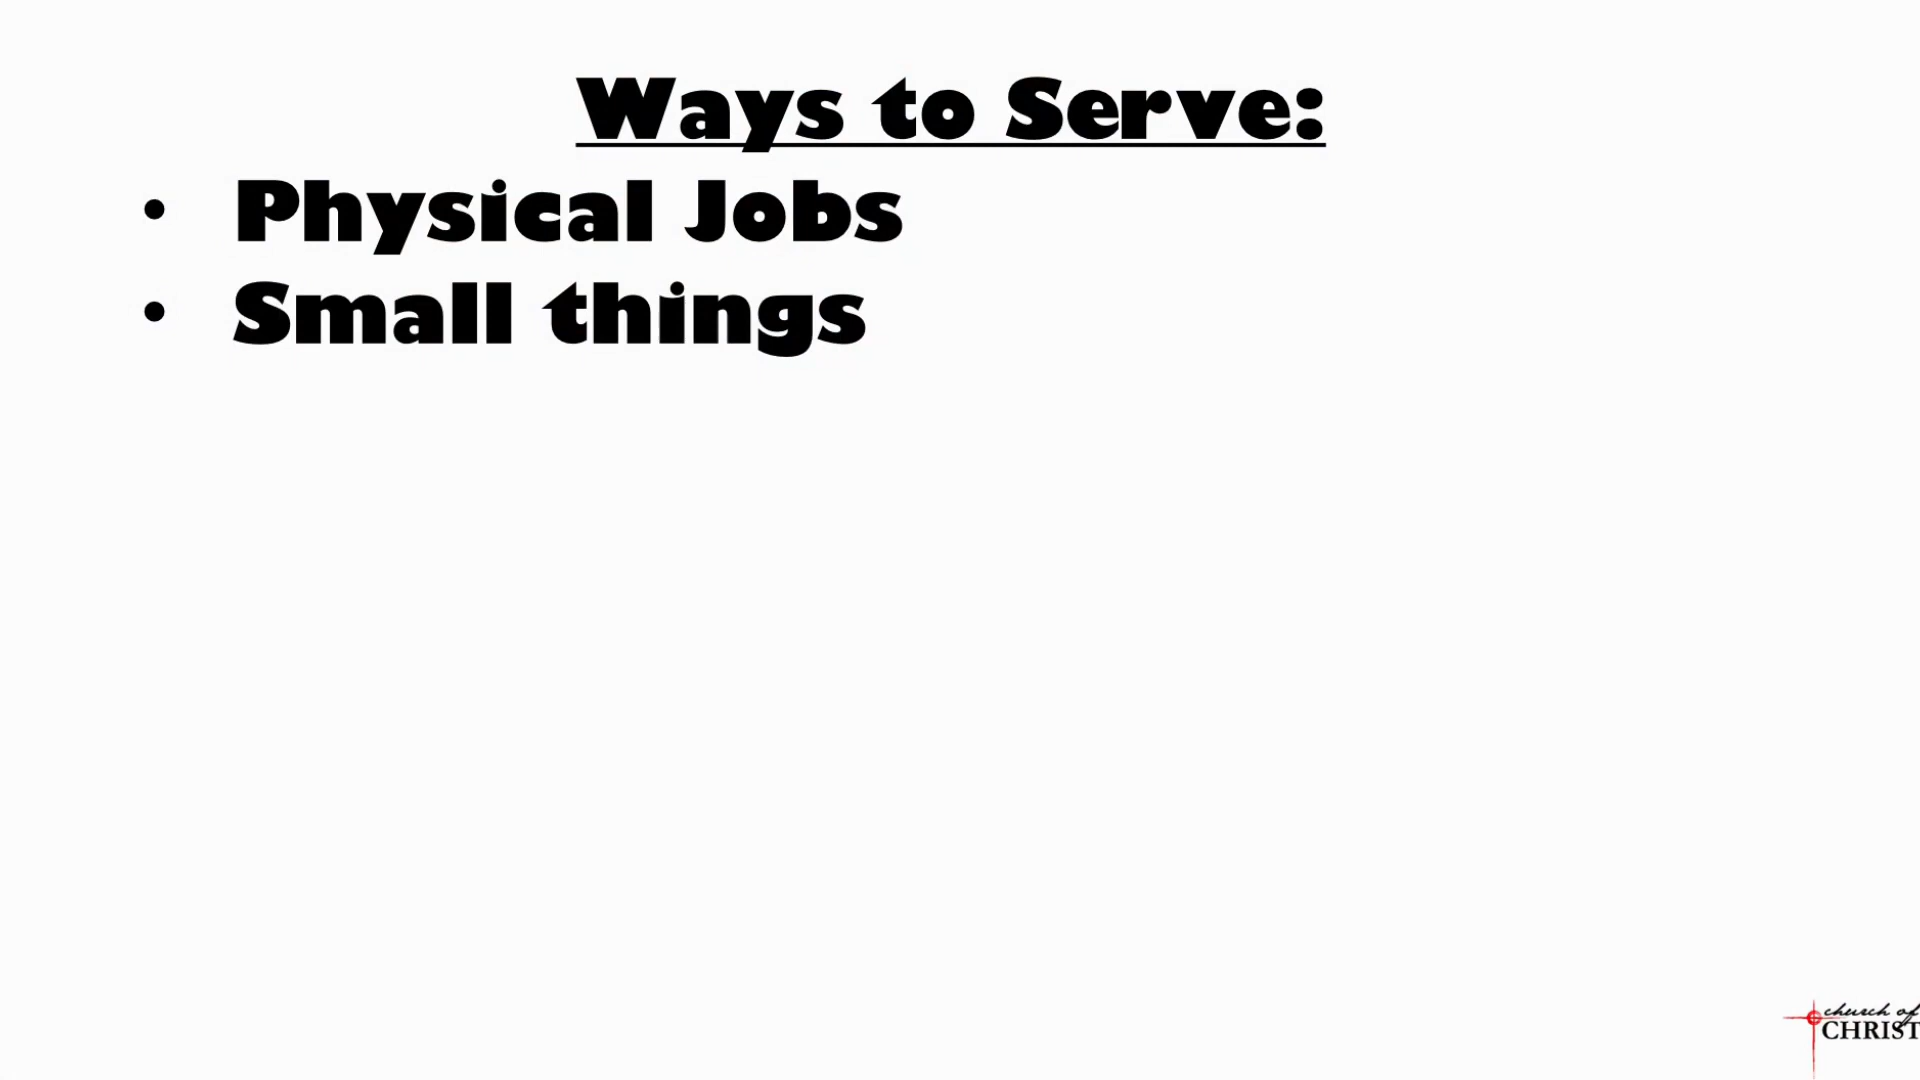 Ways to Serve:
• Physical Jobs
• Small things
church of
CHRIST